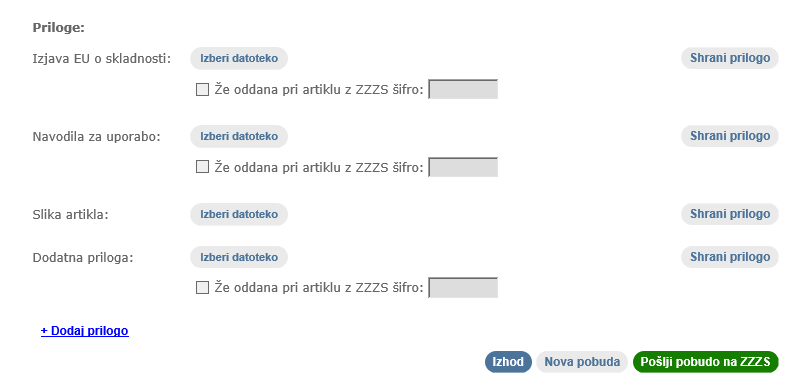 Priloge:
Izjava EU o skladnosti: Izberi datoteko Shrani prilogo
Že oddana pri artiklu z ZZZS šifro:
Navodila za uporabo: Izberi datoteko Shrani prilogo
Že oddana pri artiklu z ZZZS šifro:
Slika artikla: Izberi datoteko Shrani prilogo
Dodatna priloga: Izberi datoteko Shrani prilogo
Že oddana pri artiklu z ZZZS šifro:
+ Dodaj prilogo
Izhod Nova pobuda Pošlji pobudo na ZZZS